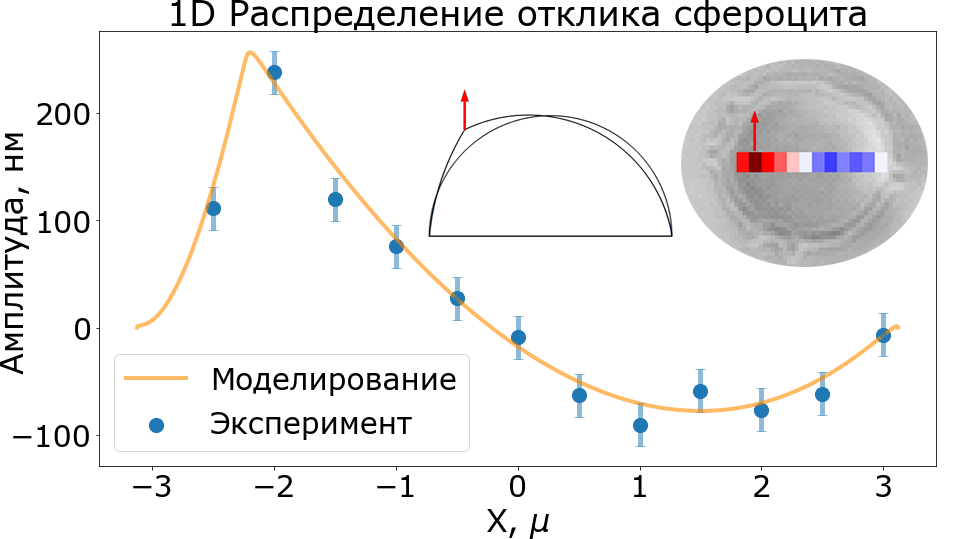 1D Распределение отклика сфероцита
Амплитуда, нм
200
100
0
−100
Моделирование
Эксперимент
−3 −2 −1 0 1 2 3
X, μ